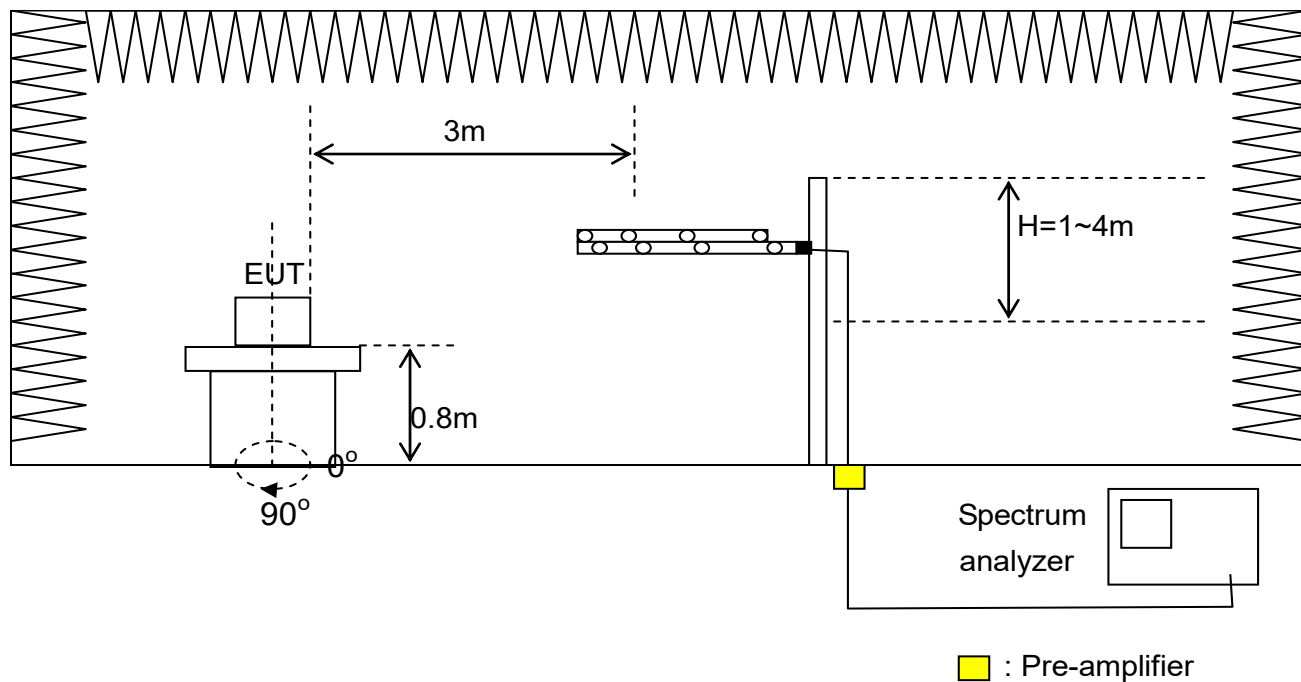 3m
H=1~4m
EUT
0.8m
0°
90°
Spectrum
analyzer
: Pre-amplifier